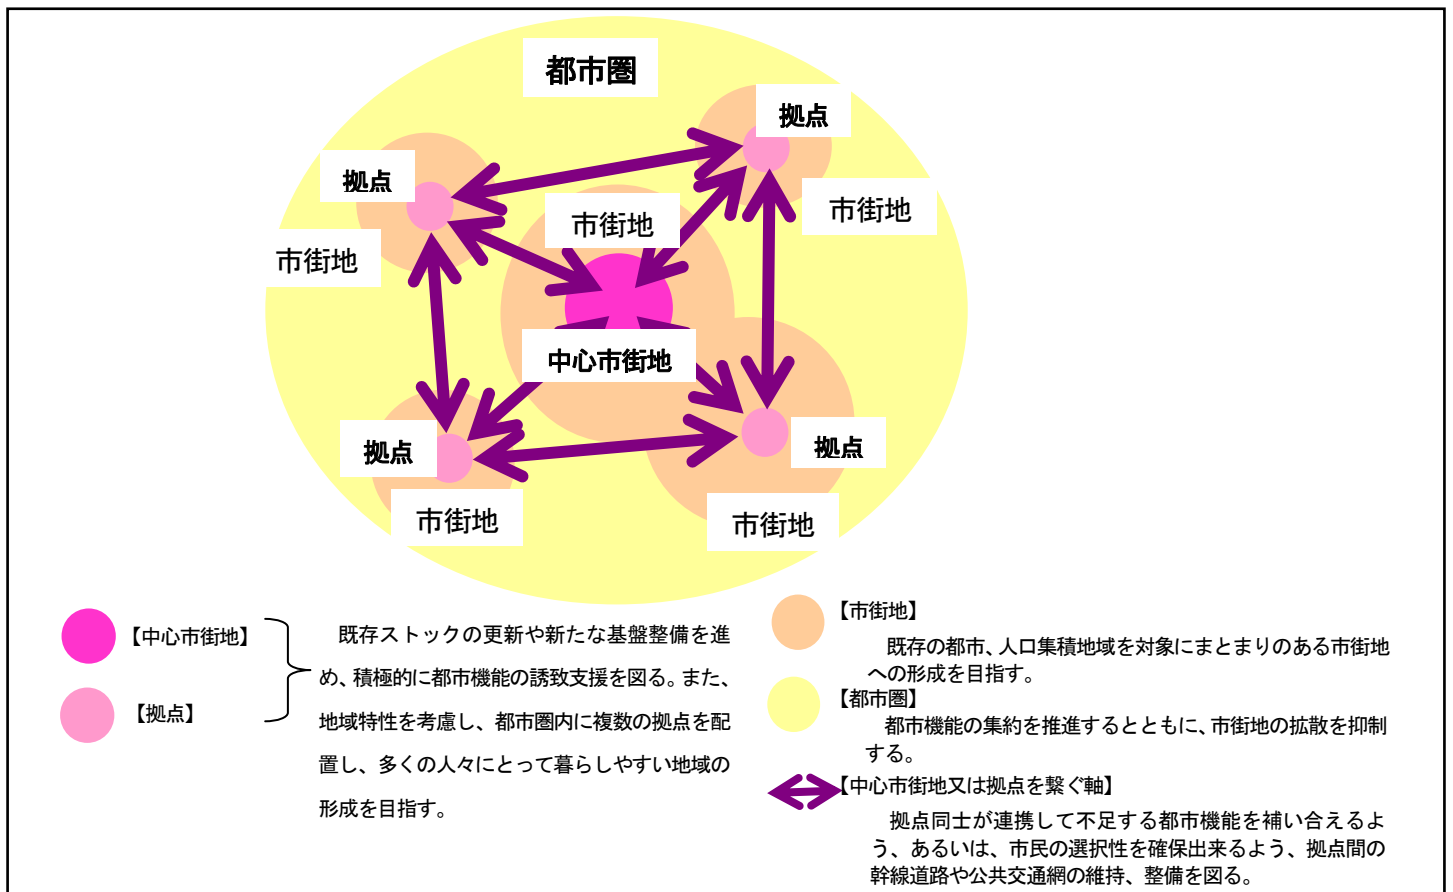 都市圏
拠点
拠点
市街地
市街地
市街地
中心市街地
拠点
拠点
市街地
市街地
【中心市街地】
【拠点】
既存ストックの更新や新たな基盤整備を進
め、積極的に都市機能の誘致支援を図る。また、
地域特性を考慮し、都市圏内に複数の拠点を配
置し、多くの人々にとって暮らしやすい地域の
形成を目指す。
【市街地】
既存の都市、人口集積地域を対象にまとまりのある市街地
への形成を目指す。
【都市圏】
都市機能の集約を推進するとともに、市街地の拡散を抑制
する。
【中心市街地又は拠点を繋ぐ軸】
拠点同士が連携して不足する都市機能を補い合えるよ
う、あるいは、市民の選択性を確保出来るよう、拠点間の
幹線道路や公共交通網の維持、整備を図る。